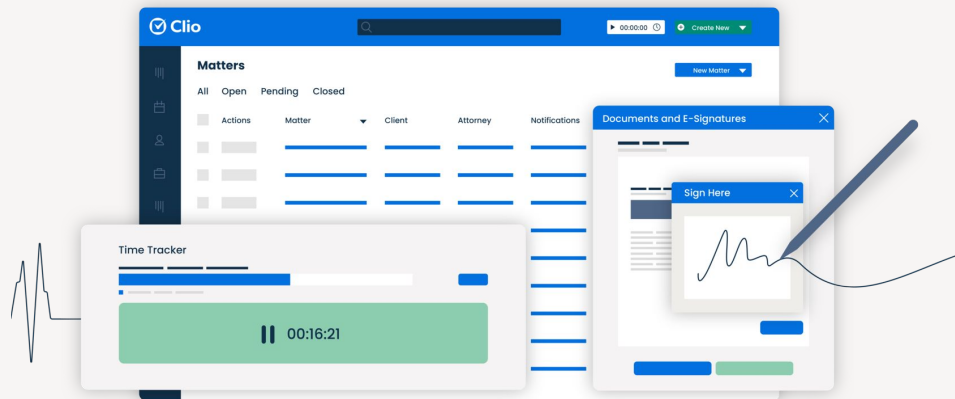 Clio
00:00:00
Create New
Matters
New Matter
All Open Pending Closed
Actions Matter Client Attorney Notifications
Documents and E-Signatures
Sign Here
Time Tracker
00:16:21